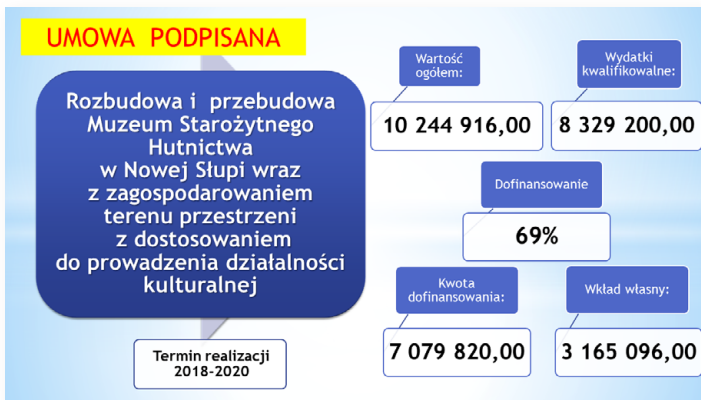 UMOWA PODPISANA
Rozbudowa i przebudowa
Muzeum Starożytnego
Hutnictwa
w Nowej Słupi wraz
z zagospodarowaniem
terenu przestrzeni
z dostosowaniem
do prowadzenia działalności
kulturalnej
Termin realizacji
2018-2020
Wartość
ogółem:
10 244 916,00
Wydatki
kwalifikowalne:
8 329 200,00
Dofinansowanie
69%
Kwota
dofinansowania:
7 079 820,00
Wkład własny:
3 165 096,00